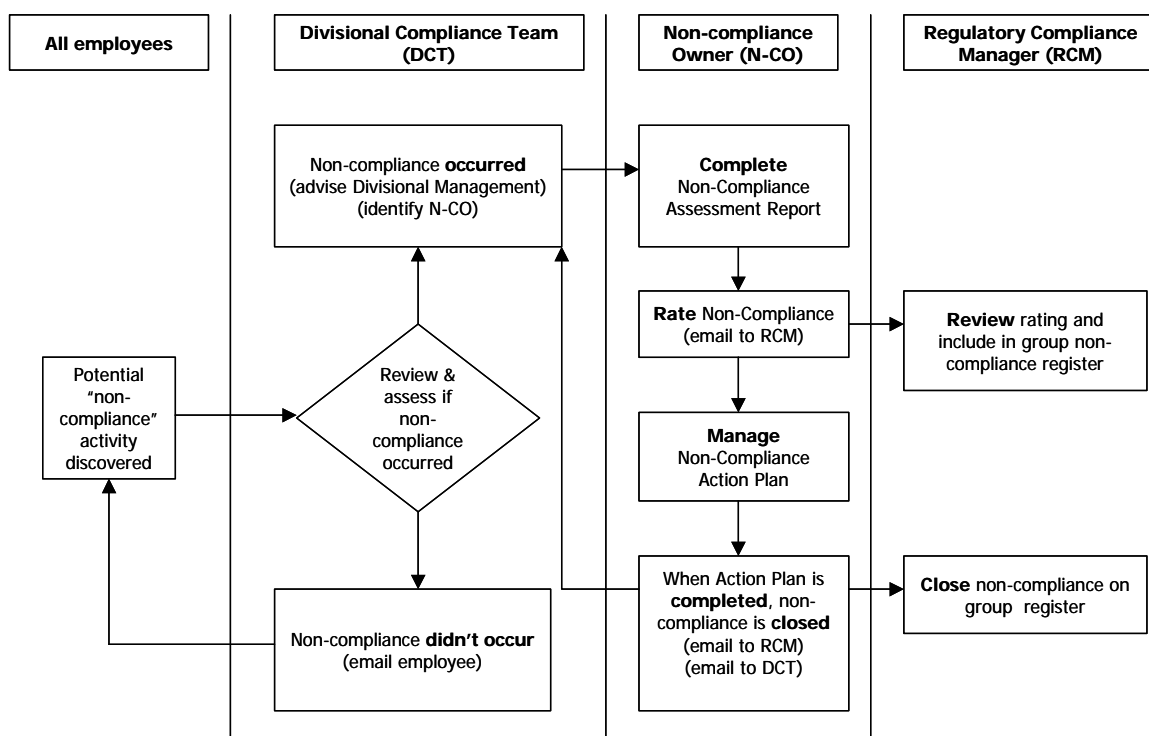 All employees
Divisional Compliance Team
(DCT)
Non-compliance
Owner (N-CO)
Regulatory Compliance
Manager (RCM)
Non-compliance occurred
(advise Divisional Management)
(identify N-CO)
Complete
Non-Compliance
Assessment Report
Rate Non-Compliance
(email to RCM)
Review rating and
include in group non-
compliance register
Potential
“non-
compliance”
activity
discovered
Review &
assess if
non-
compliance
occurred
Manage
Non-Compliance
Action Plan
Non-compliance didn’t occur
(email employee)
When Action Plan is
completed, non-
compliance is closed
(email to RCM)
(email to DCT)
Close non-compliance on
group register